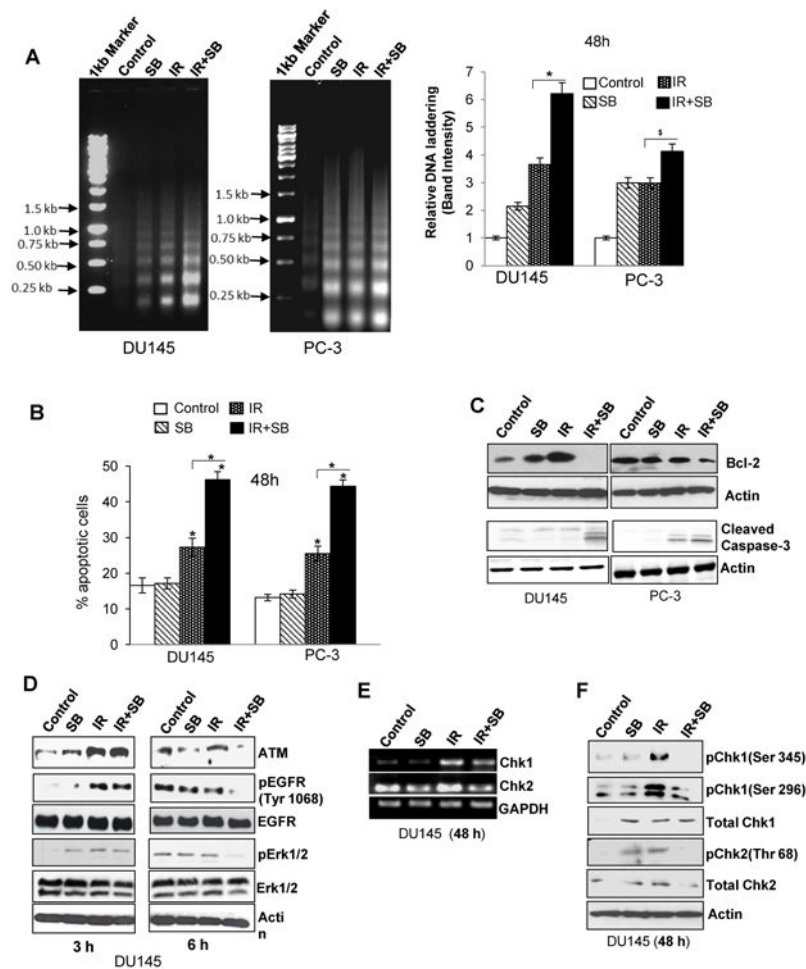 A
1kb Marker
Control
SB
IR
IR+SB
1.5 kb
1.0 kb
0.75 kb
0.50 kb
0.25 kb
DU145
1kb Marker
Control
SB
IR
IR+SB
1.5 kb
1.0 kb
0.75 kb
0.50 kb
0.25 kb
PC-3
48h
Control IR
SB IR+SB
Relative DNA laddering
(Band Intensity)
7
6
5
4
3
2
1
0
*
$
DU145 PC-3
B
Control IR
SB IR+SB
48h
% apoptotic cells
50
40
30
20
10
0
* * *
* * *
DU145 PC-3
C
Control SB IR IR+SB Control SB IR IR+SB
Bcl-2
Actin
Cleaved
Caspase-3
Actin
DU145 PC-3
D
Control SB IR IR+SB Control SB IR IR+SB
ATM
pEGFR
(Tyr 1068)
EGFR
pErk1/2
Erk1/2
Acti
n
3 h 6 h
DU145
E
Control SB IR IR+SB
Chk1
Chk2
GAPDH
DU145 (48 h)
F
Control SB IR IR+SB
pChk1(Ser 345)
pChk1(Ser 296)
Total Chk1
pChk2(Thr 68)
Total Chk2
Actin
DU145 (48 h)